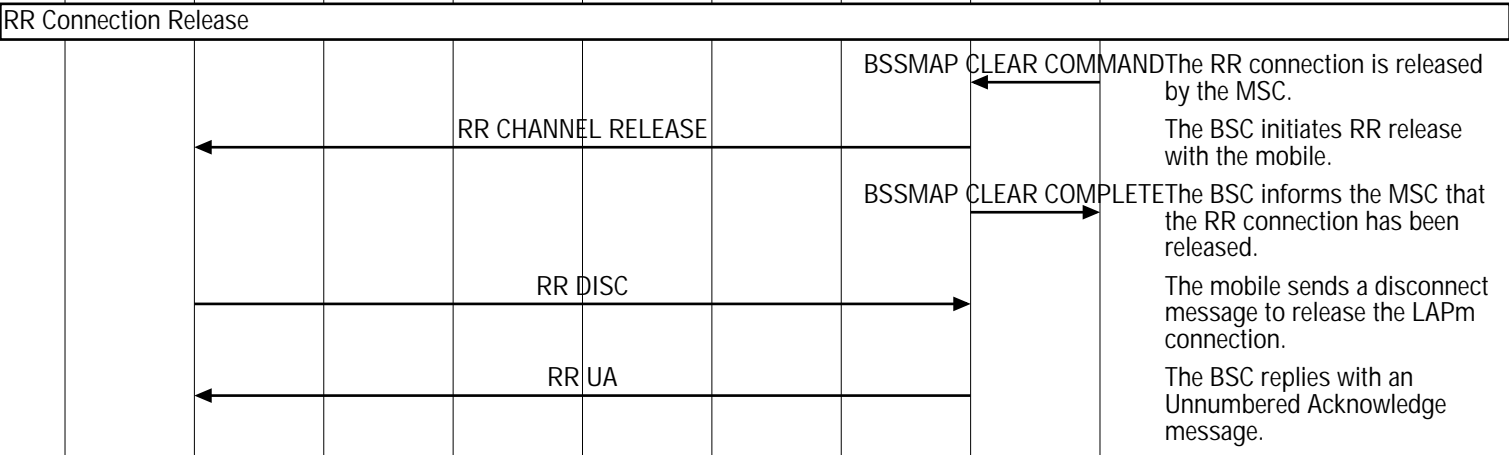 RR Connection Release
BSSMAP CLEAR COMMAND
The RR connection is released
by the MSC.
RR CHANNEL RELEASE
The BSC initiates RR release
with the mobile.
BSSMAP CLEAR COMPLETE
The BSC informs the MSC that
the RR connection has been
released.
RR DISC
The mobile sends a disconnect
message to release the LAPm
connection.
RR UA
The BSC replies with an
Unnumbered Acknowledge
message.